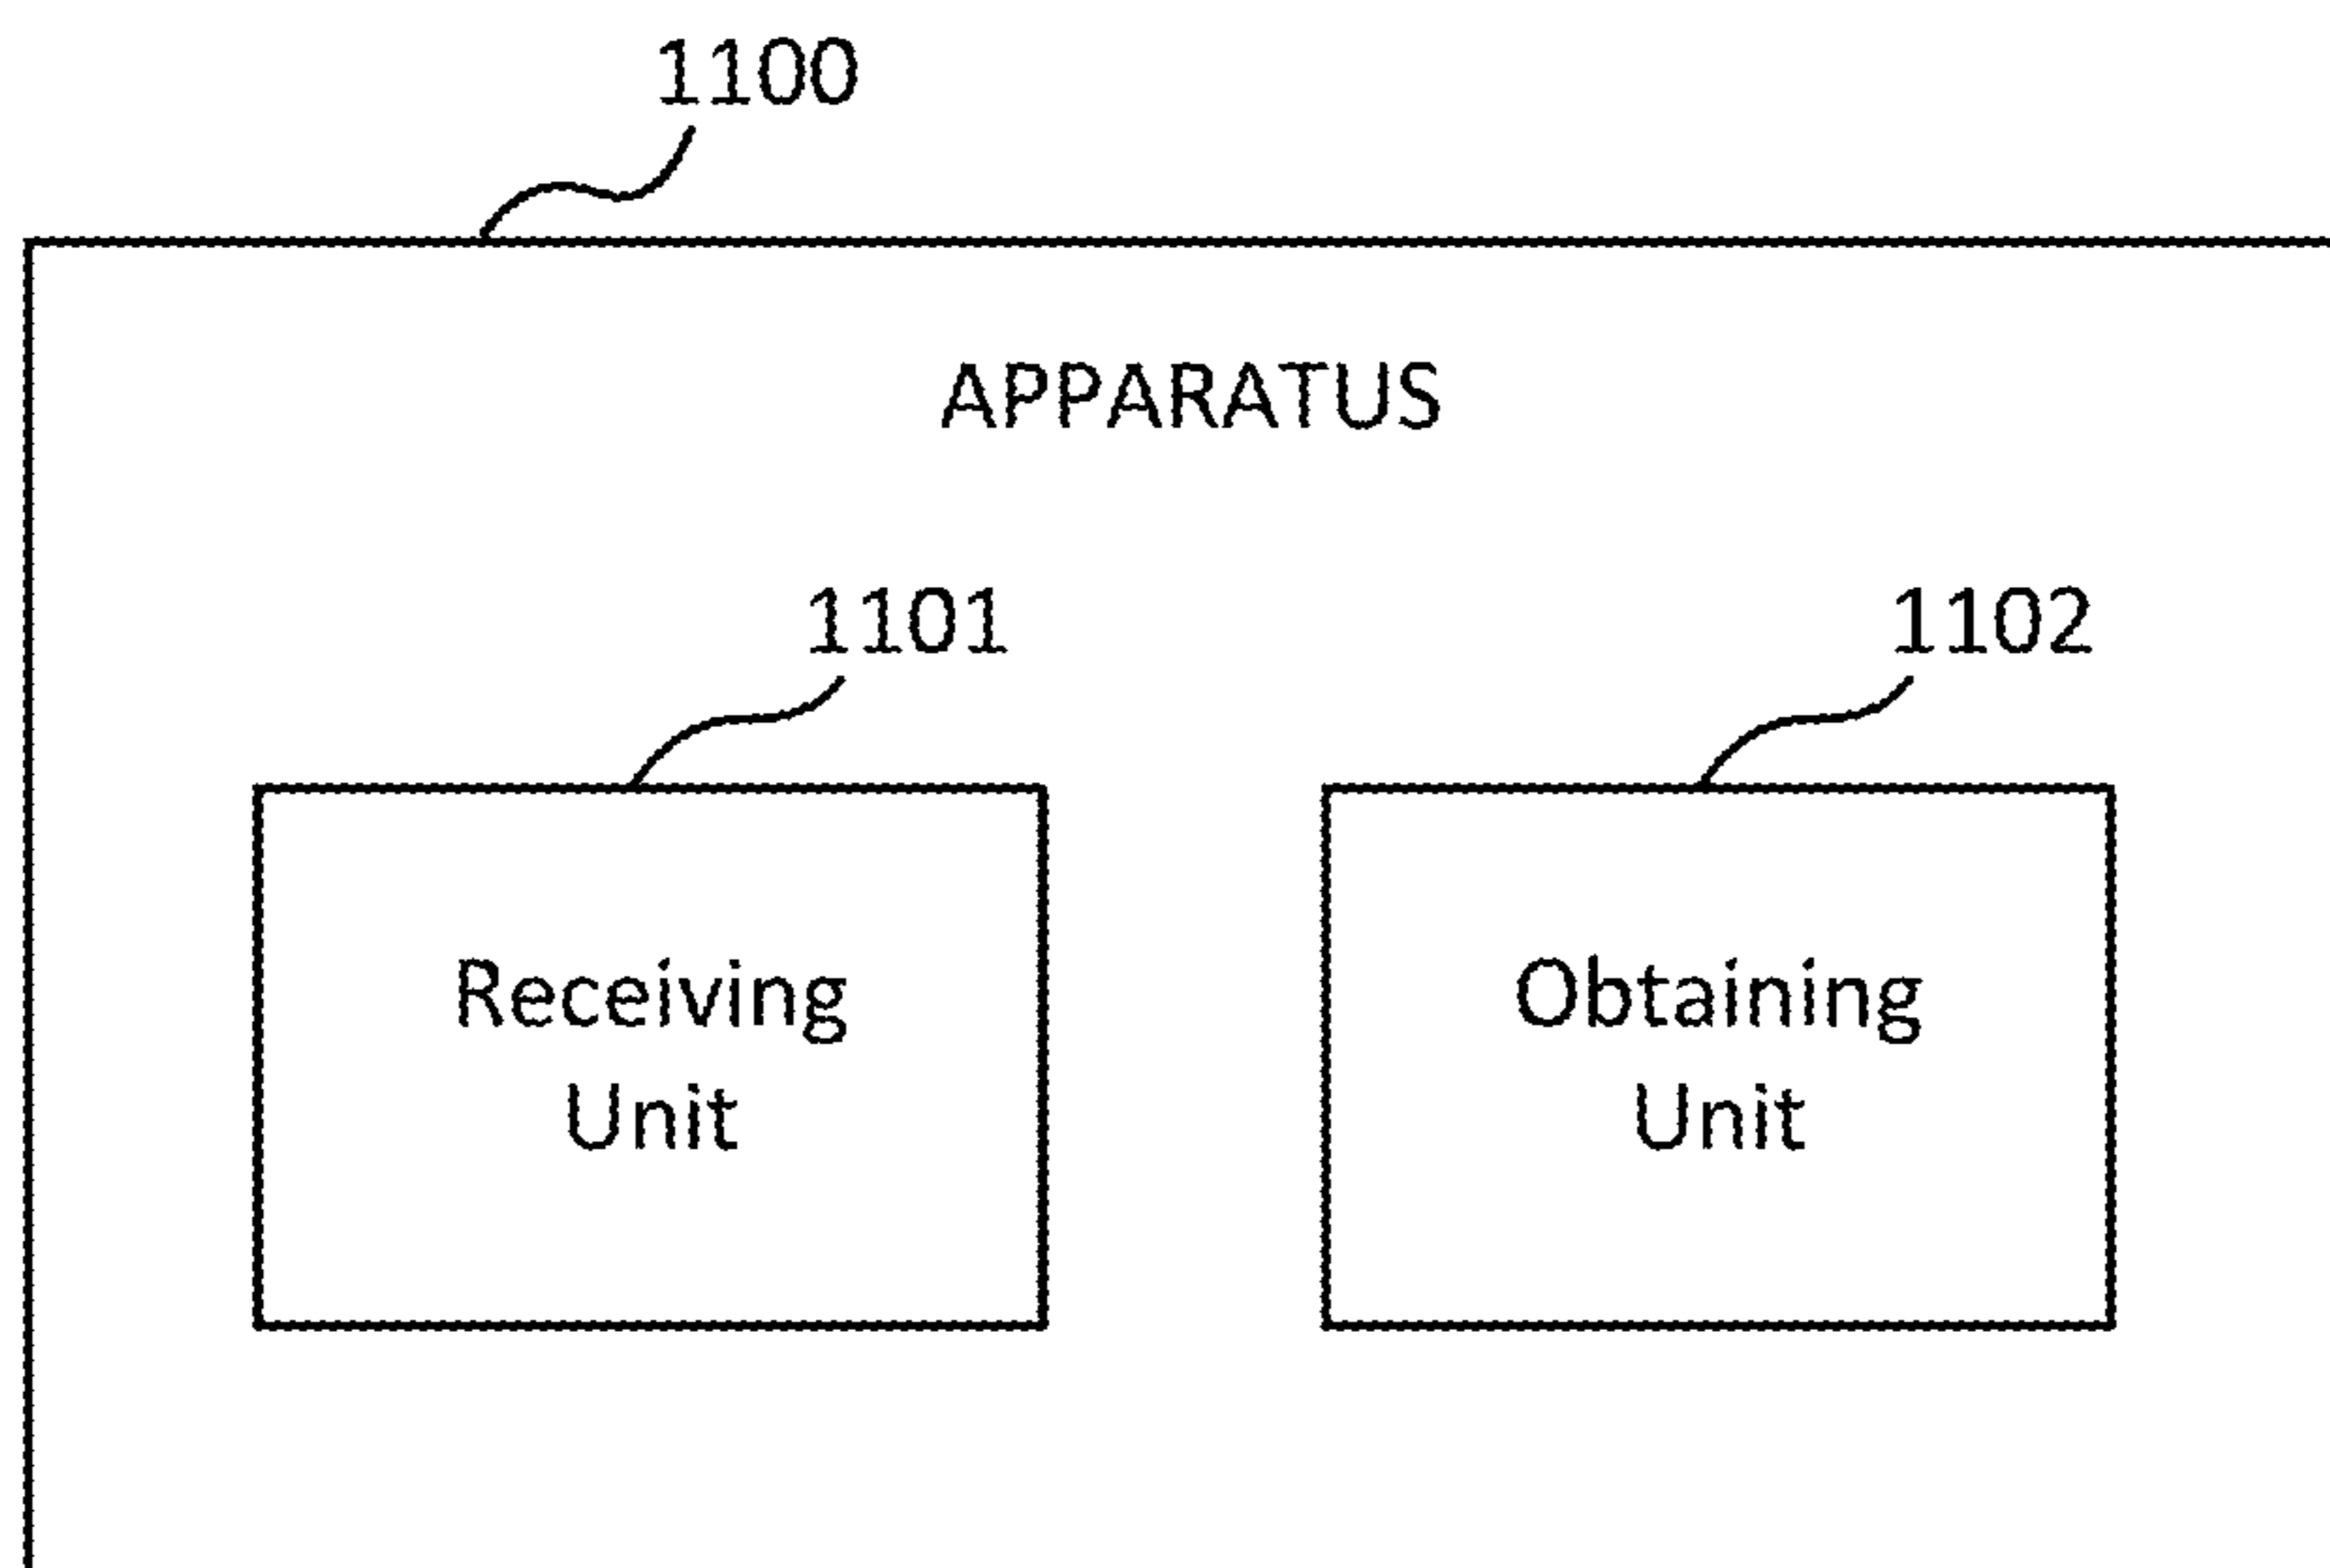 1100
APPARATUS
1101
1102
Receiving
Unit
Obtaining
Unit